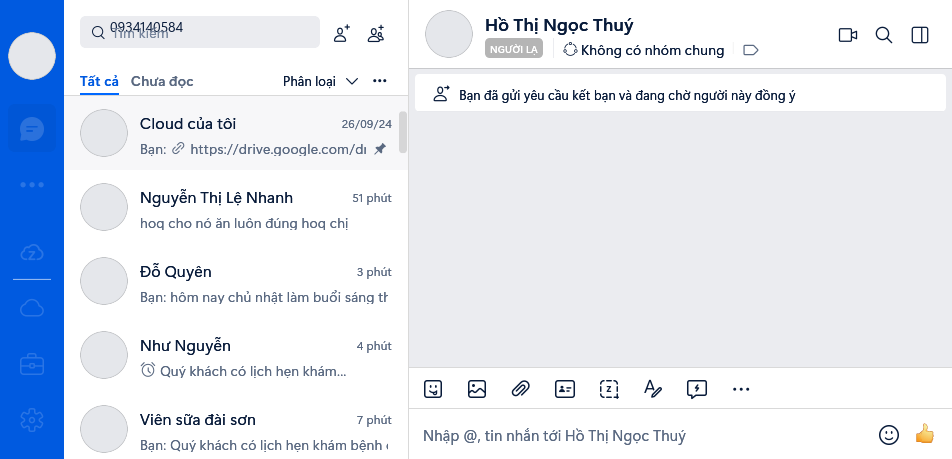 0934140584
Tìm kiếm
Tất cả
Chưa đọc
Phân loại
Cloud của tôi
26/09/24
Bạn: https://drive.google.com/dr
Nguyễn Thị Lệ Nhanh
51 phút
hoq cho nó ăn luôn đúng hoq chị
Đỗ Quyên
3 phút
Bạn: hôm nay chủ nhật làm buổi sáng th
Như Nguyễn
4 phút
Quý khách có lịch hẹn khám...
Viên sữa đài sơn
7 phút
Bạn: Quý khách có lịch hẹn khám bệnh
Hồ Thị Ngọc Thuý
NGƯỜI LẠ
Không có nhóm chung
Bạn đã gửi yêu cầu kết bạn và đang chờ người này đồng ý
Nhập @, tin nhắn tới Hồ Thị Ngọc Thuý